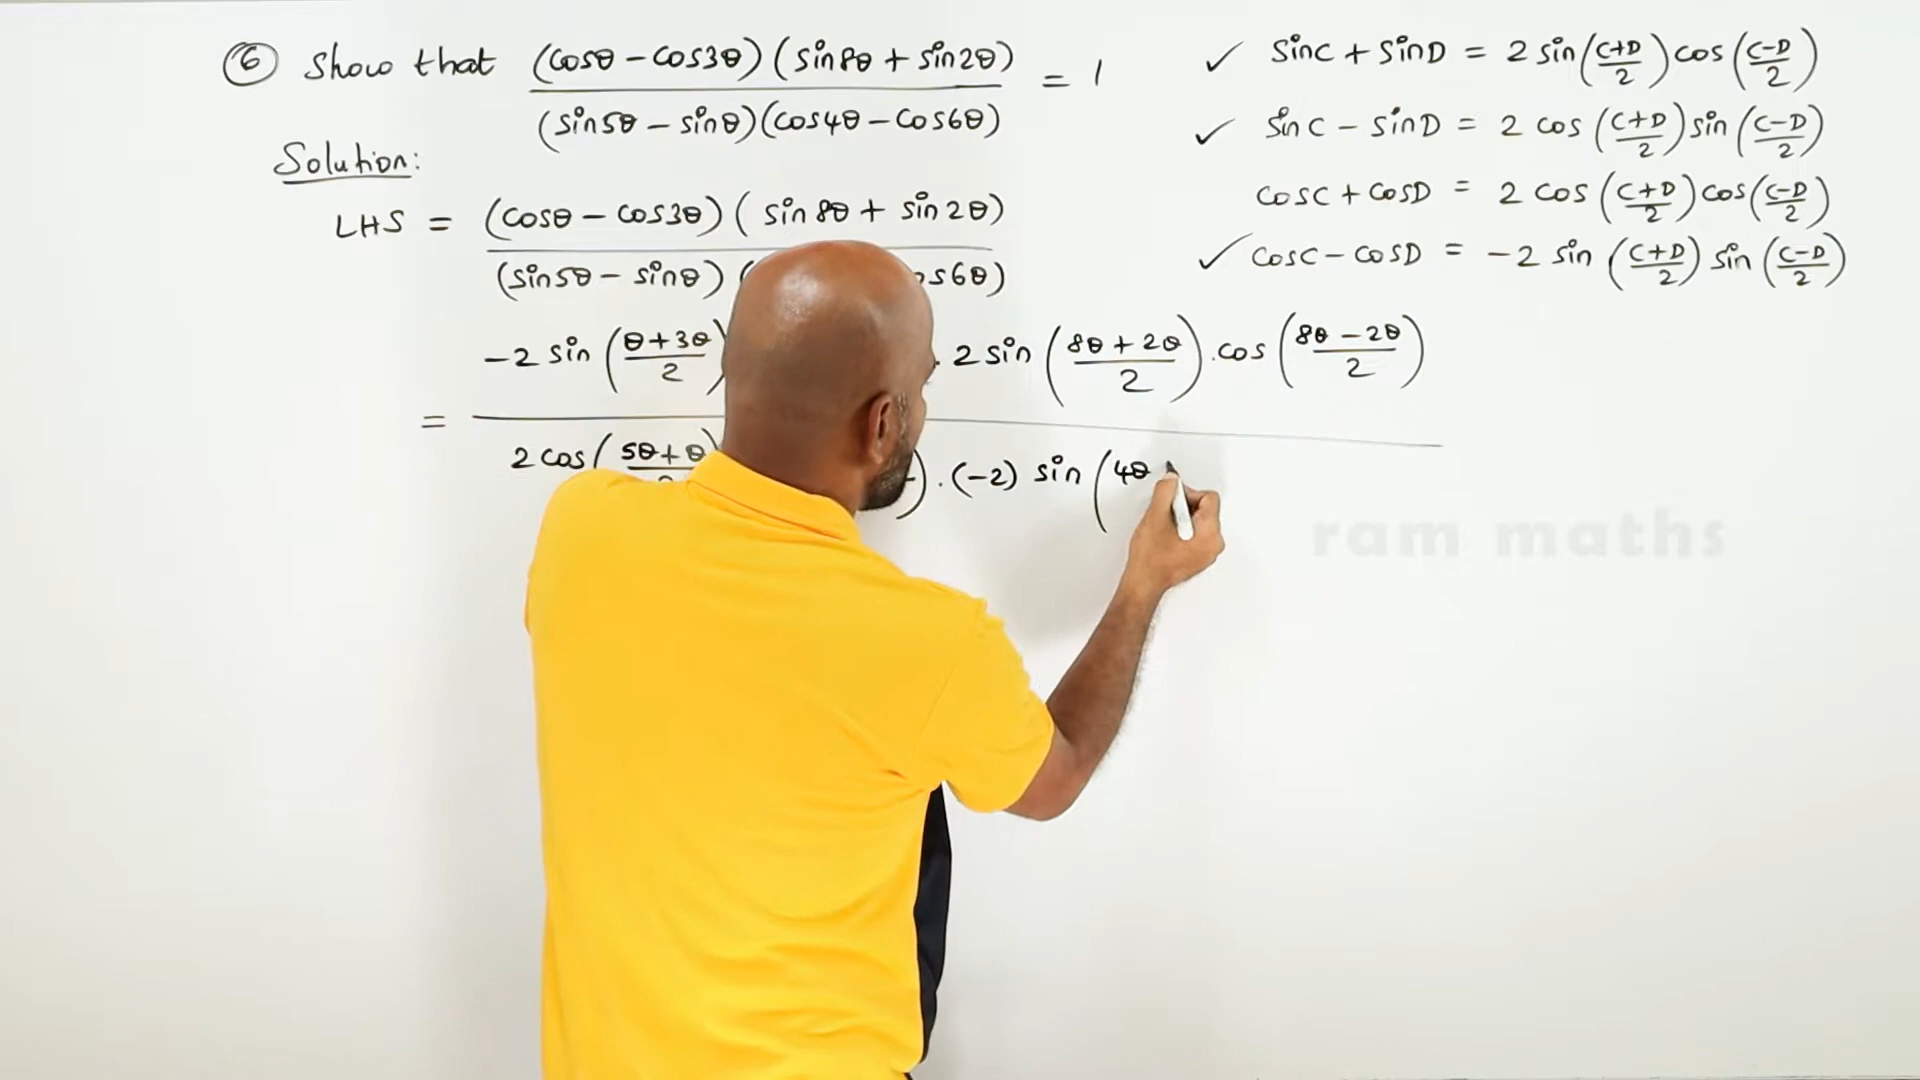 ⑥ Show that (cosθ – cos3θ)(sin8θ + sin2θ) / (sin5θ – sinθ)(cos4θ – cos6θ) = 1
Solution:
LHS = (cosθ – cos3θ)(sin8θ + sin2θ) / (sin5θ – sinθ)( os6θ)
= –2 sin(θ+3θ/2) . 2 sin(8θ + 2θ/2).cos(8θ – 2θ/2) / 2 cos(5θ+θ ).(–2) sin(4θ
✓ sinC + sinD = 2 sin(C+D/2)cos(C–D/2)
✓ sinC – sinD = 2 cos(C+D/2)sin(C–D/2)
cosC + cosD = 2 cos(C+D/2)cos(C–D/2)
✓ cosC – cosD = –2 sin(C+D/2)sin(C–D/2)
ram maths